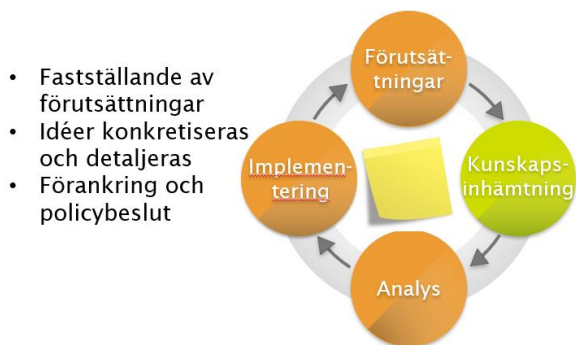 • Fastställande av
förutsättningar
• Idéer konkretiseras
och detaljeras
• Förankring och
policybeslut
Förutsät-
tningar
Kunskaps-
inhämtning
Analys
Implemen-
tering